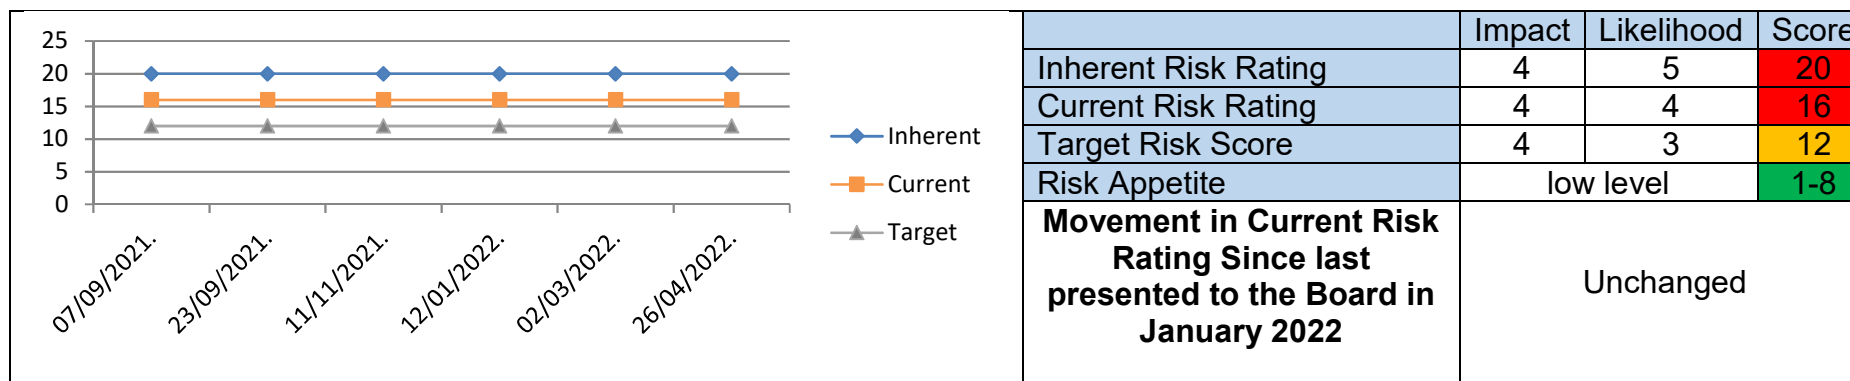 25
20
15
10
5
0
07/09/2021.
23/09/2021.
11/11/2021.
12/01/2022.
02/03/2022.
26/04/2022.
Inherent
Current
Target
Impact Likelihood Score
Inherent Risk Rating 4 5 20
Current Risk Rating 4 4 16
Target Risk Score 4 3 12
Risk Appetite low level 1-8
Movement in Current Risk
Rating Since last
presented to the Board in
January 2022
Unchanged